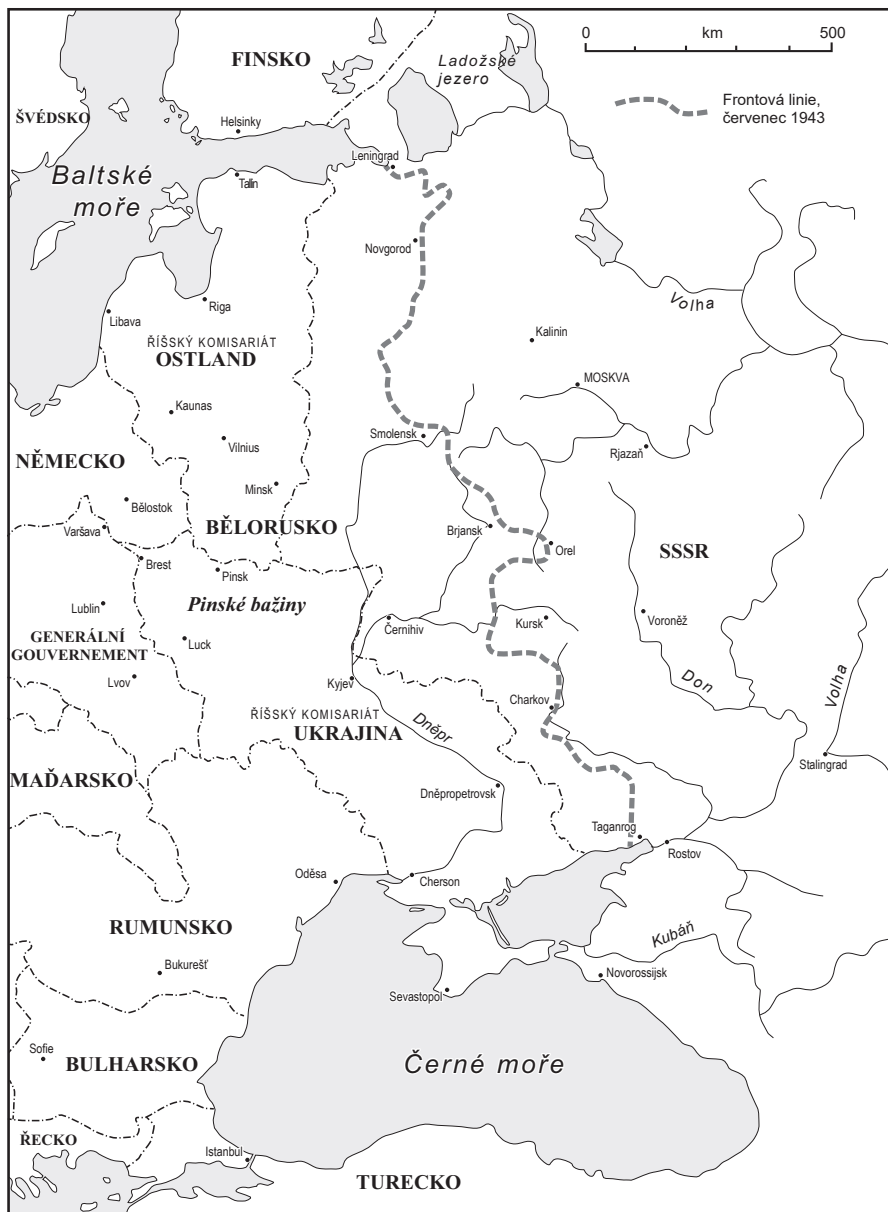 0 km 500
FINSKO
Ladožské
jezero
Frontová linie,
červenec 1943
ŠVÉDSKO
Helsinky
Leningrad
Baltské
moře
Tallin
Novgorod
Riga
Volha
Libava
Kalinin
ŘÍŠSKÝ KOMISARIÁT
OSTLAND
MOSKVA
Kaunas
Smolensk
Vilnius
Rjazaň
NĚMECKO
Minsk
Bělostok
Varšava
BĚLORUSKO
Brjansk
Orel
SSSR
Brest
Pinsk
Lublin
Pinské bažiny
Voroněž
Černihiv
Kursk
GENERÁLNÍ
GOUVERNEMENT
Luck
Lvov
Kyjev
Don
Volha
Charkov
ŘÍŠSKÝ KOMISARIÁT
UKRAJINA
Dněpr
Stalingrad
MAĎARSKO
Dněpropetrovsk
Taganrog
Rostov
Oděsa
Cherson
RUMUNSKO
Kubáň
Bukurešť
Novorossijsk
Sevastopol
Sofie
BULHARSKO
Černé moře
ŘECKO
Istanbul
TURECKO